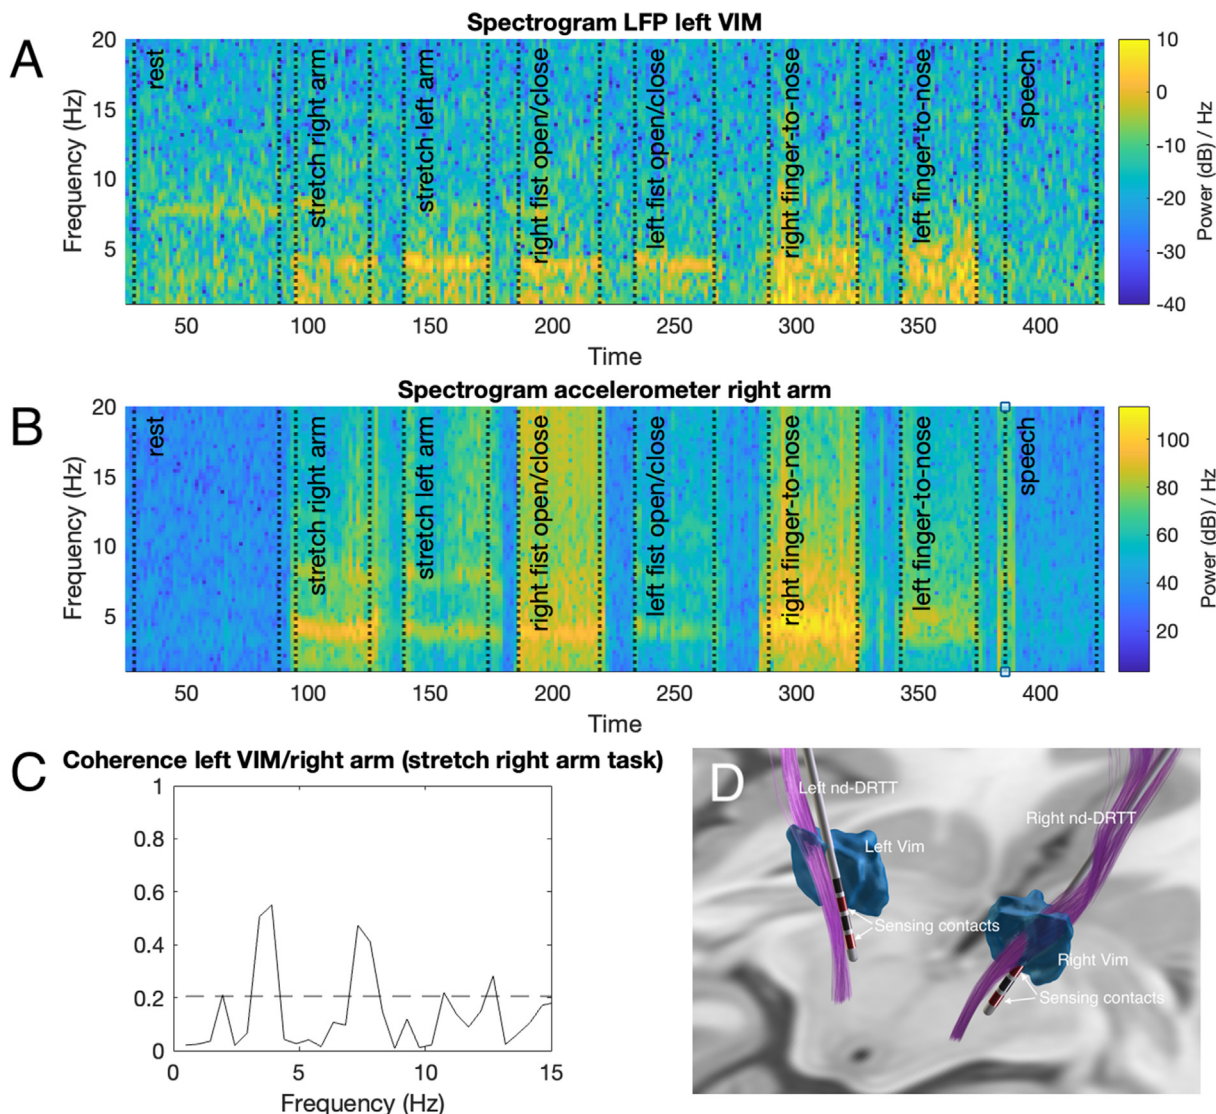 A
Spectrogram LFP left VIM
Frequency (Hz)
20
15
10
5
rest
stretch right arm
stretch left arm
right fist open/close
left fist open/close
right finger-to-nose
left finger-to-nose
speech
50 100 150 200 250 300 350 400
Time
10
0
-10
-20
-30
-40
Power (dB) / Hz
B
Spectrogram accelerometer right arm
Frequency (Hz)
20
15
10
5
rest
stretch right arm
stretch left arm
right fist open/close
left fist open/close
right finger-to-nose
left finger-to-nose
speech
50 100 150 200 250 300 350 400
Time
100
80
60
40
20
Power (dB) / Hz
C
Coherence left VIM/right arm (stretch right arm task)
1
0.8
0.6
0.4
0.2
0
0 5 10 15
Frequency (Hz)
D
Left nd-DRTT
Right nd-DRTT
Left Vim
Sensing contacts
Right Vim
Sensing contacts